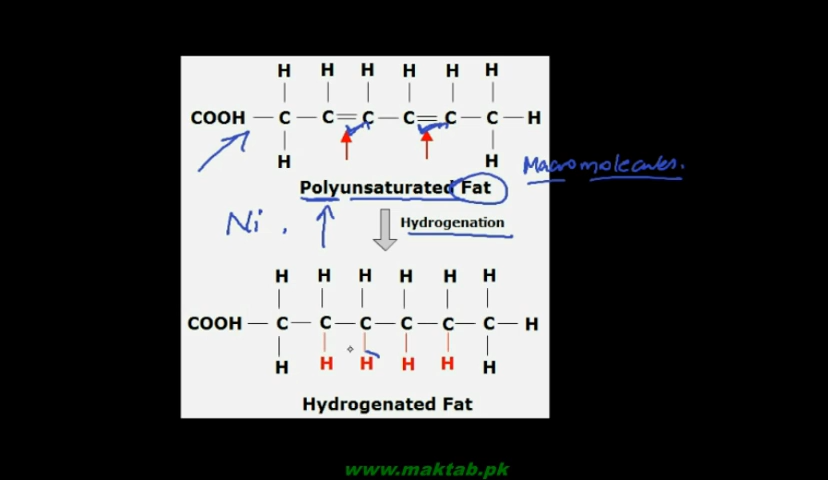 H H H H H H
COOH — C — C = C — C = C — C — H
H H
Macromolecules.
Polyunsaturated Fat
Ni.
Hydrogenation
H H H H H H
COOH — C — C — C — C — C — C — H
H H H H H H
Hydrogenated Fat
www.maktab.pk